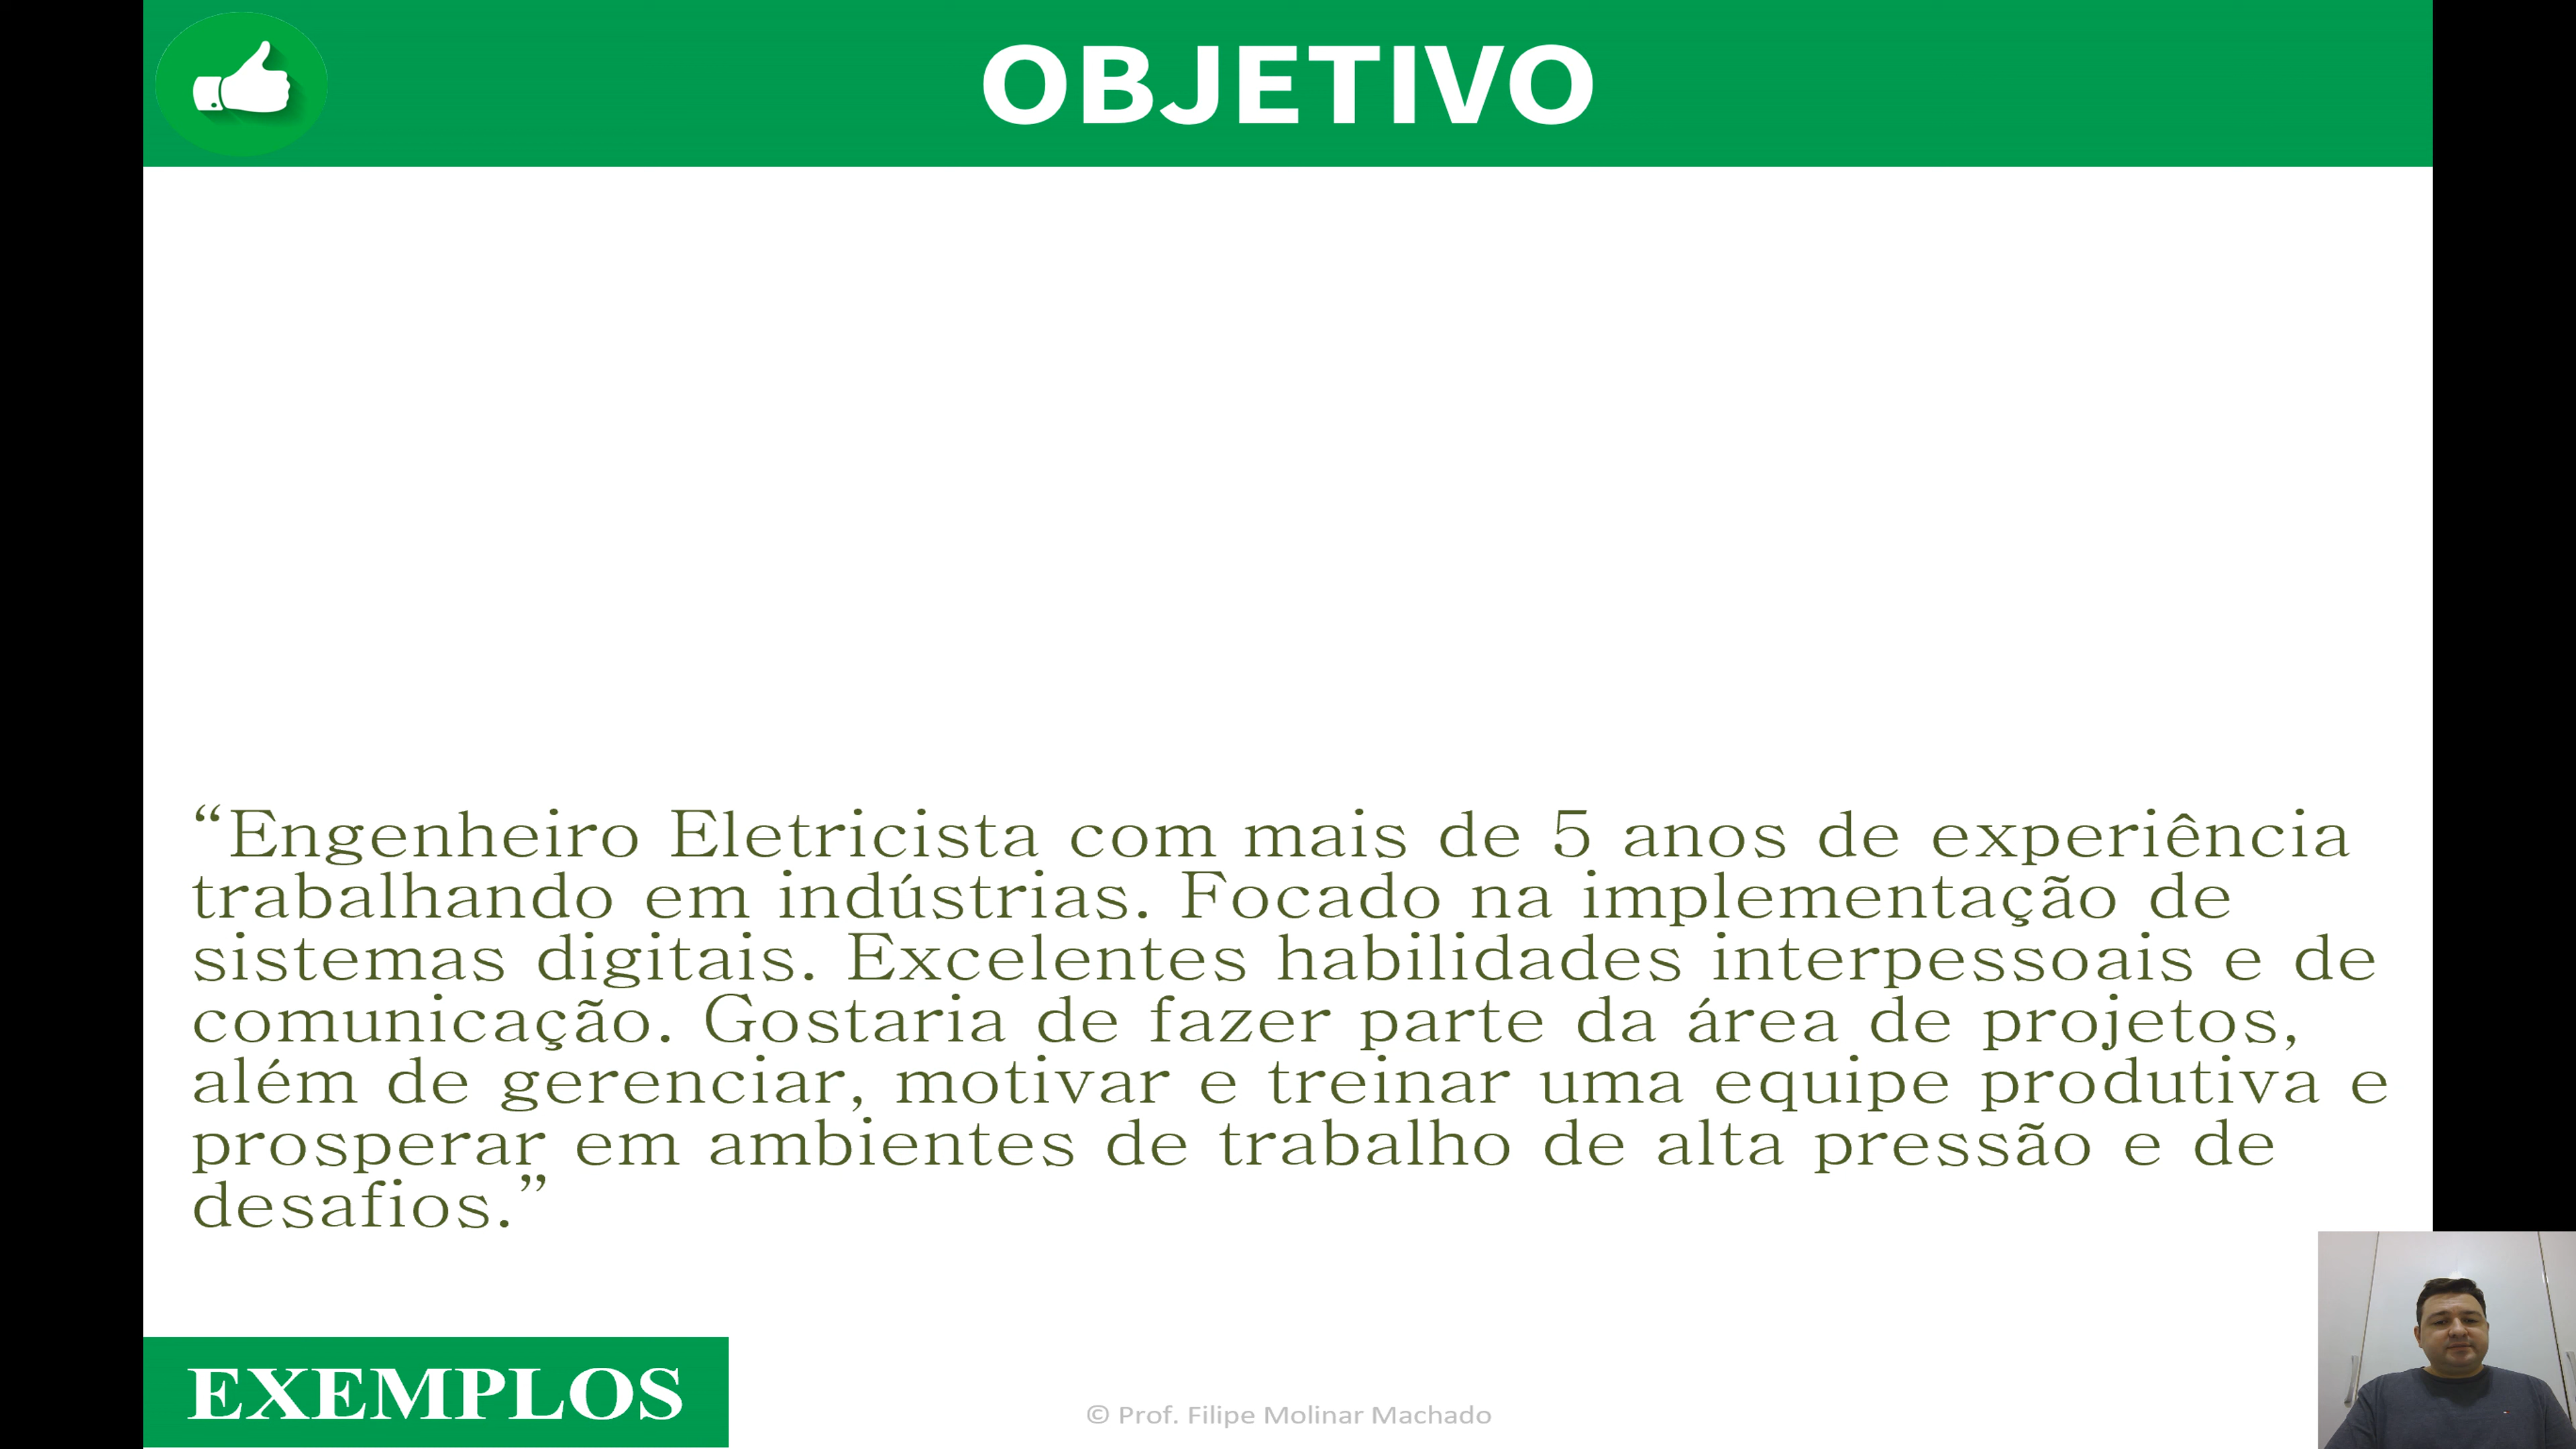 OBJETIVO
“Engenheiro Eletricista com mais de 5 anos de experiência
trabalhando em indústrias. Focado na implementação de
sistemas digitais. Excelentes habilidades interpessoais e de
comunicação. Gostaria de fazer parte da área de projetos,
além de gerenciar, motivar e treinar uma equipe produtiva e
prosperar em ambientes de trabalho de alta pressão e de
desafios.”
EXEMPLOS
© Prof. Filipe Molinar Machado